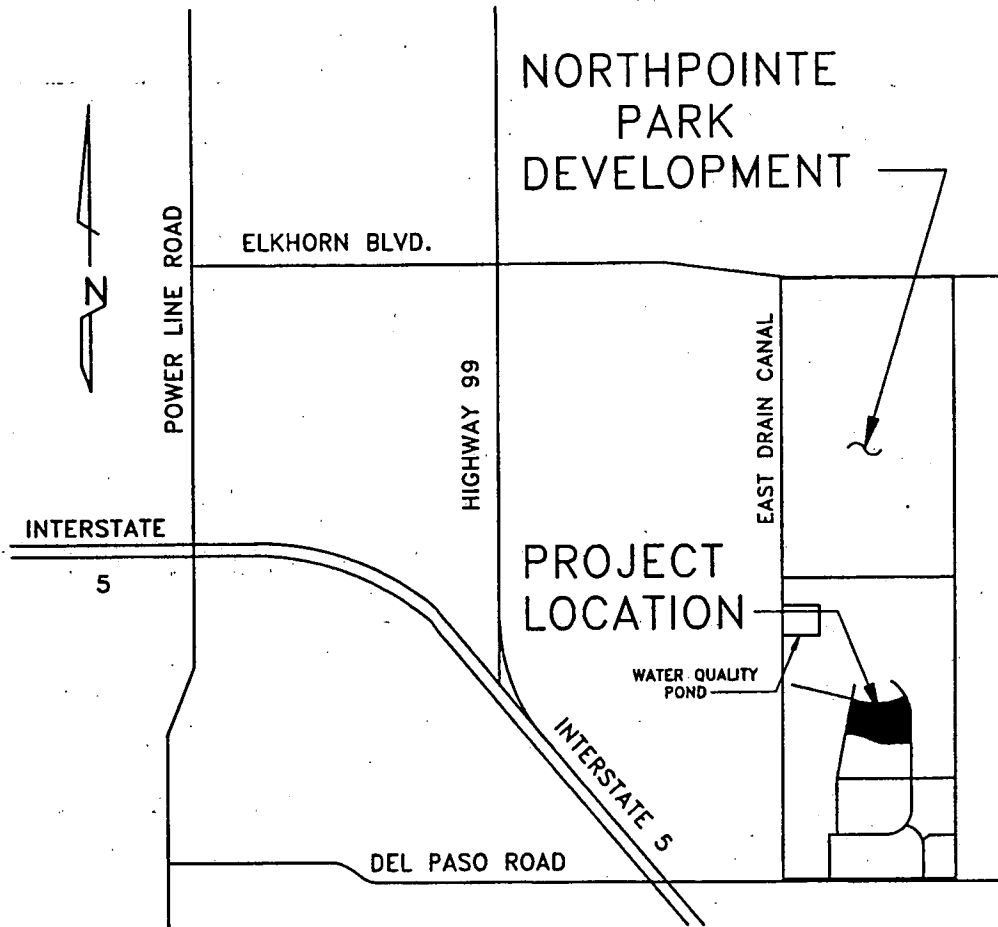 NORTHPOINTE
PARK
DEVELOPMENT
ELKHORN BLVD.
N
POWER LINE ROAD
HIGHWAY 99
EAST DRAIN CANAL
INTERSTATE
5
PROJECT
LOCATION
WATER QUALITY
POND
INTERSTATE 5
DEL PASO ROAD